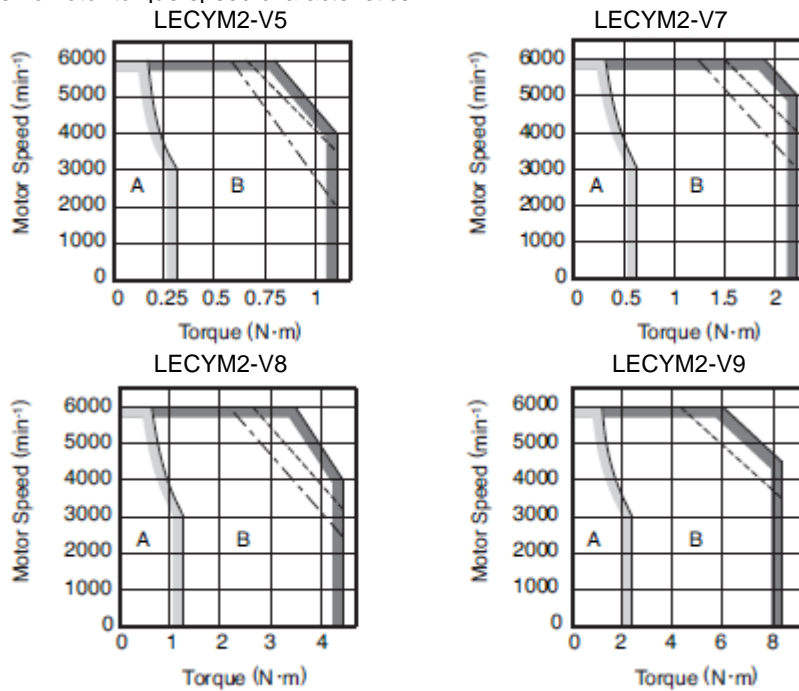 LECYM2-V5
Motor Speed (min-1)
6000
5000
4000
3000
2000
1000
0
A
B
0 0.25 0.5 0.75 1
Torque (N·m)
LECYM2-V7
Motor Speed (min-1)
6000
5000
4000
3000
2000
1000
0
A
B
0 0.5 1 1.5 2
Torque (N·m)
LECYM2-V8
Motor Speed (min-1)
6000
5000
4000
3000
2000
1000
0
A
B
0 1 2 3 4
Torque (N·m)
LECYM2-V9
Motor Speed (min-1)
6000
5000
4000
3000
2000
1000
0
A
B
0 2 4 6 8
Torque (N·m)